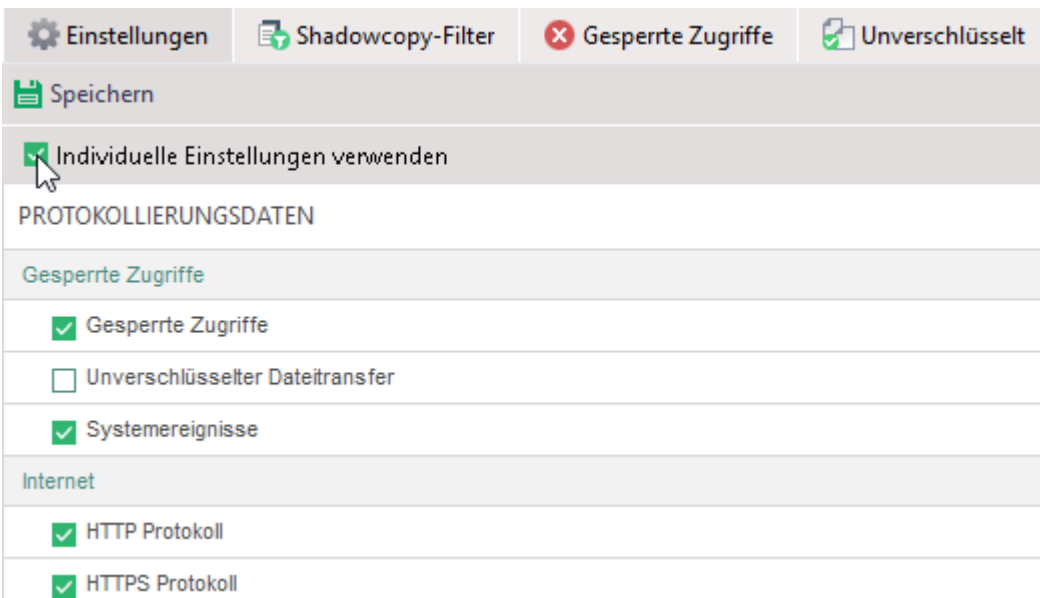 Einstellungen Shadowcopy-Filter Gesperrte Zugriffe Unverschlüsselt
Speichern
Individuelle Einstellungen verwenden
PROTOKOLLIERUNGSDATEN
Gesperrte Zugriffe
Gesperrte Zugriffe
Unverschlüsselter Dateitransfer
Systemereignisse
Internet
HTTP Protokoll
HTTPS Protokoll